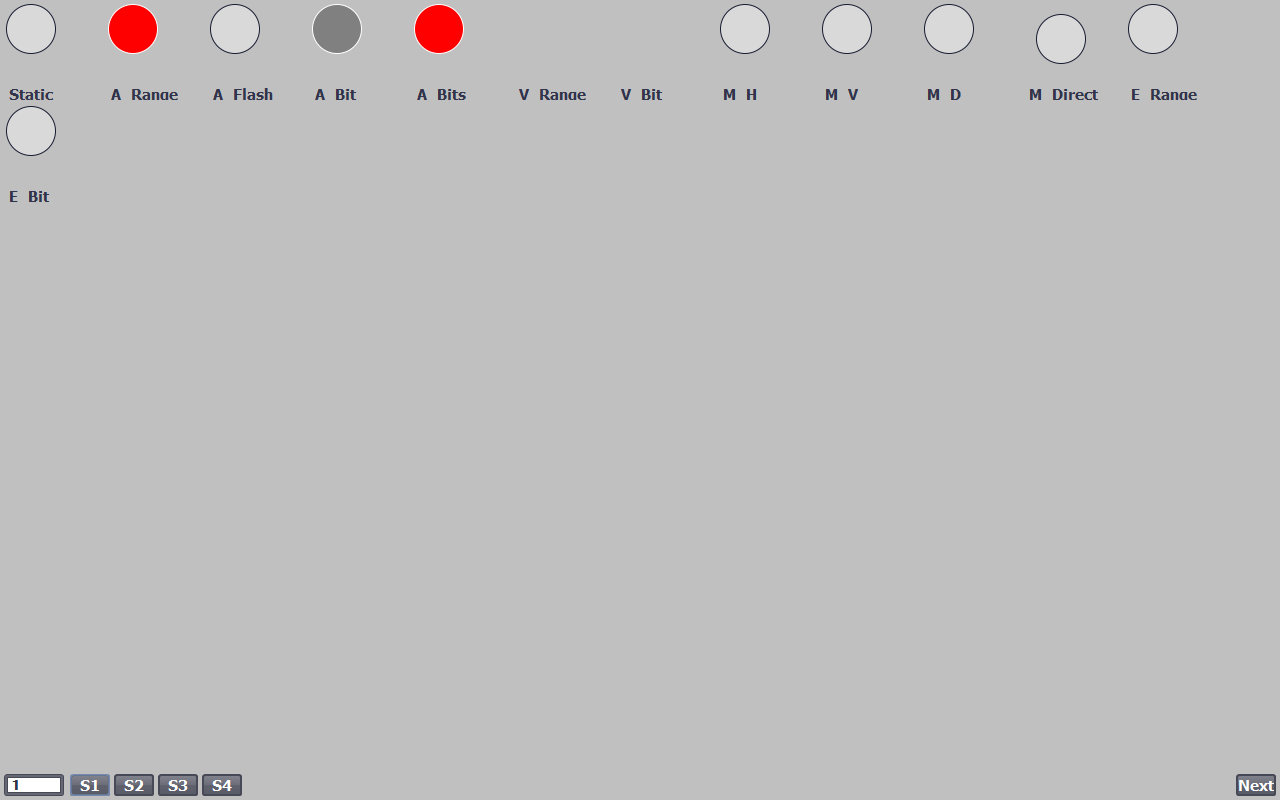 Static A Range A Flash A Bit A Bits V Range V Bit M H M V M D M Direct E Range
E Bit
1 S1 S2 S3 S4 Next